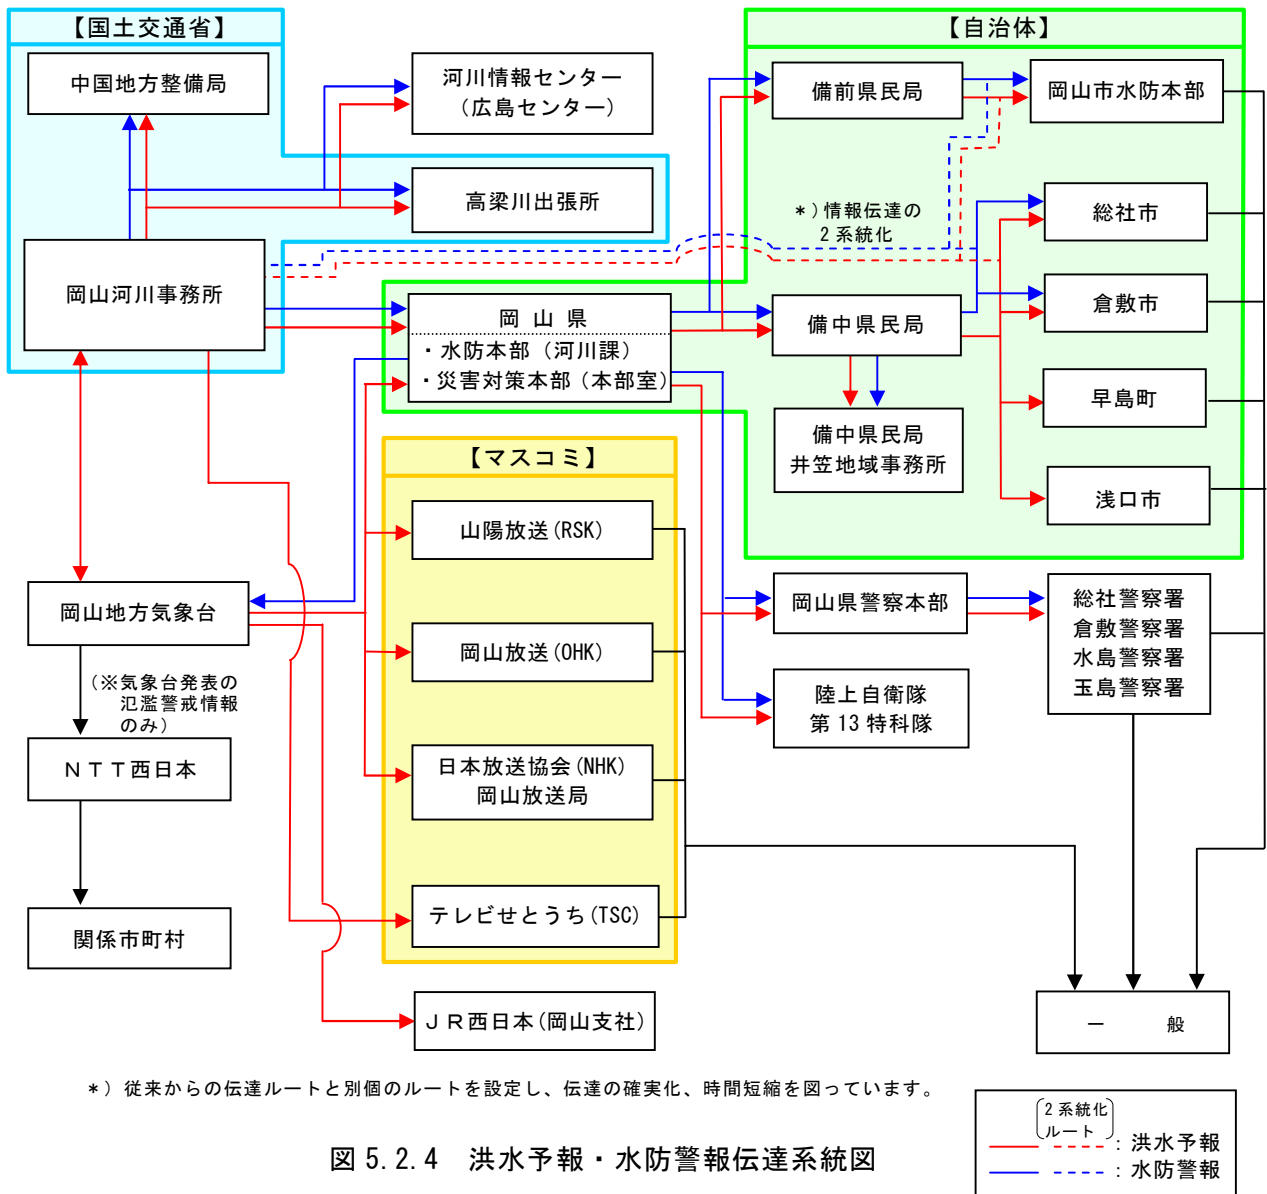 【国土交通省】
中国地方整備局
河川情報センター
（広島センター）
高梁川出張所
岡山河川事務所
【自治体】
備前県民局
岡山市水防本部
＊）情報伝達の
２系統化
総社市
倉敷市
早島町
浅口市
岡 山 県
・水防本部（河川課）
・災害対策本部（本部室）
備中県民局
備中県民局
井笠地域事務所
【マスコミ】
山陽放送(RSK)
岡山放送(OHK)
日本放送協会(NHK)
岡山放送局
テレビせとうち(TSC)
岡山地方気象台
（※気象台発表の
氾濫警戒情報
のみ）
ＮＴＴ西日本
関係市町村
岡山県警察本部
陸上自衛隊
第13特科隊
総社警察署
倉敷警察署
水島警察署
玉島警察署
ＪＲ西日本(岡山支社)
一　般
＊）従来からの伝達ルートと別個のルートを設定し、伝達の確実化、時間短縮を図っています。
2系統化
ルート
：洪水予報
：水防警報
図5.2.4　洪水予報・水防警報伝達系統図